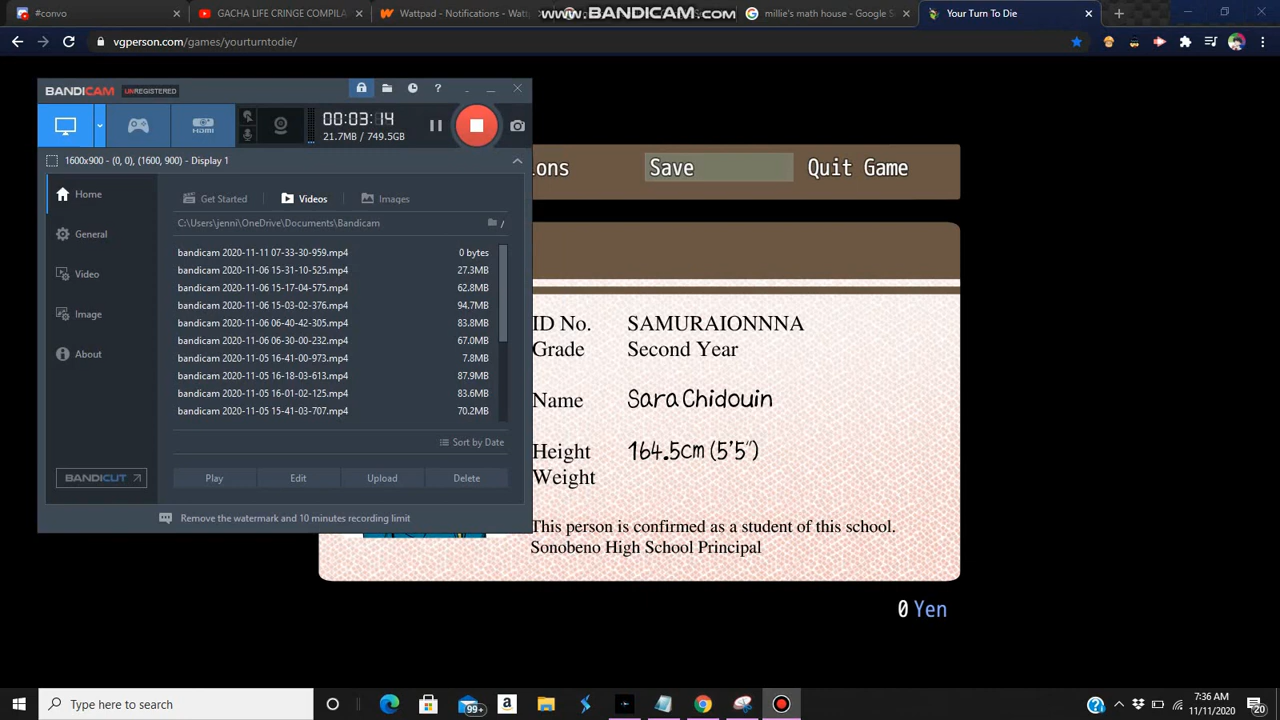 #convo
GACHA LIFE CRINGE COMPILA
Wattpad - Notifications - Wattp
www.BANDICAM.com
millie's math house - Google S
Your Turn To Die
vgperson.com/games/yourturntodie/
BANDICAM UNREGISTERED
00:03:14
21.7MB / 749.5GB
HDMI
1600x900 - (0, 0), (1600, 900) - Display 1
Home
General
Video
Image
About
BANDICUT
Get Started
Videos
Images
C:\Users\jenni\OneDrive\Documents\Bandicam
bandicam 2020-11-11 07-33-30-959.mp4 0 bytes
bandicam 2020-11-06 15-31-10-525.mp4 27.3MB
bandicam 2020-11-06 15-17-04-575.mp4 62.8MB
bandicam 2020-11-06 15-03-02-376.mp4 94.7MB
bandicam 2020-11-06 06-40-42-305.mp4 83.8MB
bandicam 2020-11-06 06-30-00-232.mp4 67.0MB
bandicam 2020-11-05 16-41-00-973.mp4 7.8MB
bandicam 2020-11-05 16-18-03-613.mp4 87.9MB
bandicam 2020-11-05 16-01-02-125.mp4 83.6MB
bandicam 2020-11-05 15-41-03-707.mp4 70.2MB
Sort by Date
Play Edit Upload Delete
Remove the watermark and 10 minutes recording limit
ions Save Quit Game
ID No. SAMURAIONNNA
Grade Second Year
Name Sara Chidouin
Height 164.5cm (5'5")
Weight
This person is confirmed as a student of this school.
Sonobeno High School Principal
0 Yen
Type here to search
99+
7:36 AM
11/11/2020
20